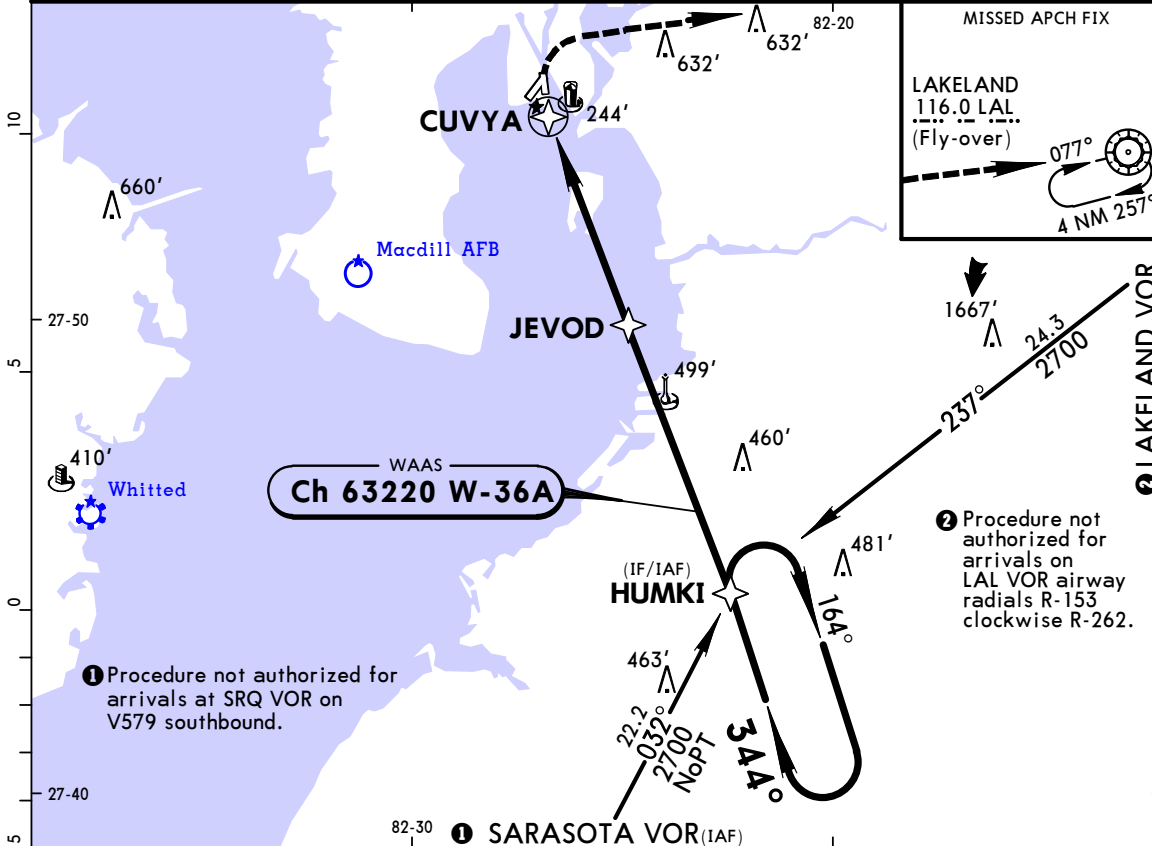 82-20
MISSED APCH FIX
632'
632'
LAKELAND
116.0 LAL
(Fly-over)
077°
4 NM 257°
CUVYA
244'
10
660'
Macdill AFB
27-50
JEVOD
1667'
24.3
2700
237°
❷ LAKELAND VOR
5
499'
460'
WAAS
Ch 63220 W-36A
410'
Whitted
❷ Procedure not
authorized for
arrivals on
LAL VOR airway
radials R-153
clockwise R-262.
481'
(IF/IAF)
HUMKI
164°
0
463'
❶ Procedure not authorized for
arrivals at SRQ VOR on
V579 southbound.
22.2
032°
2700
NoPT
344°
27-40
5
82-30
❶ SARASOTA VOR(IAF)